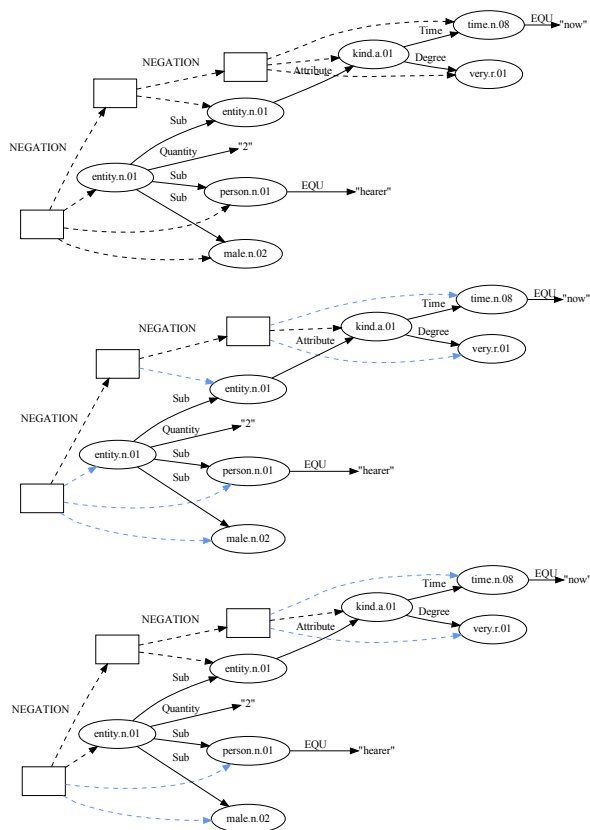 time.n.08
EQU
"now"
kind.a.01
Time
Degree
very.r.01
NEGATION
Attribute
entity.n.01
Sub
NEGATION
Quantity
"2"
entity.n.01
Sub
person.n.01
EQU
"hearer"
Sub
male.n.02
time.n.08
EQU
"now"
kind.a.01
Time
Degree
very.r.01
NEGATION
Attribute
entity.n.01
Sub
NEGATION
Quantity
"2"
entity.n.01
Sub
person.n.01
EQU
"hearer"
Sub
male.n.02
time.n.08
EQU
"now"
kind.a.01
Time
Degree
very.r.01
NEGATION
Attribute
entity.n.01
Sub
NEGATION
Quantity
"2"
entity.n.01
Sub
person.n.01
EQU
"hearer"
Sub
male.n.02